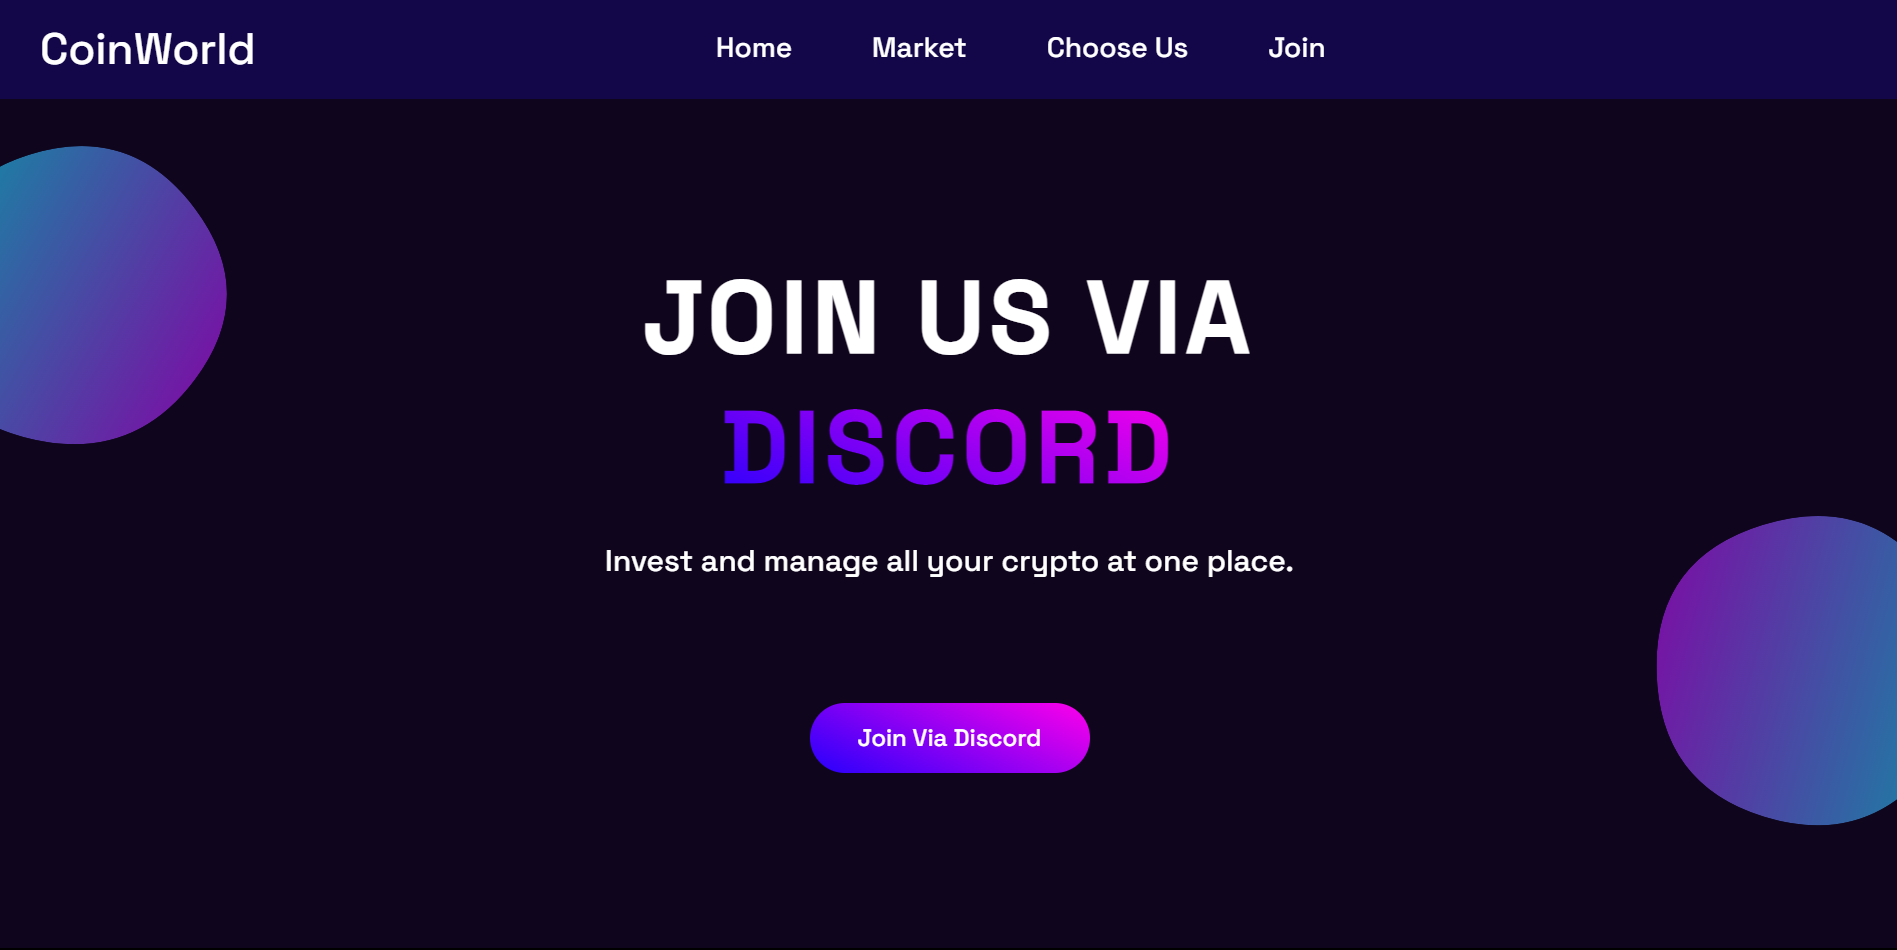 CoinWorld
Home Market Choose Us Join
JOIN US VIA
DISCORD
Invest and manage all your crypto at one place.
Join Via Discord